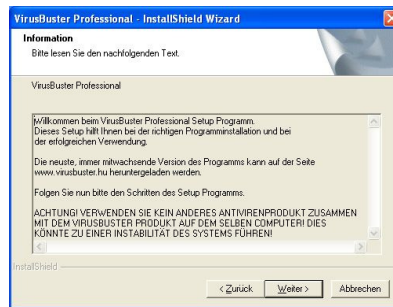 VirusBuster Professional - InstallShield Wizard
Information
Bitte lesen Sie den nachfolgenden Text.
VirusBuster Professional
Willkommen beim VirusBuster Professional Setup Programm.
Dieses Setup hilft Ihnen bei der richtigen Programminstallation und bei
der erfolgreichen Verwendung.
Die neuste, immer mitwachsende Version des Programms kann auf der Seite
www.virusbuster.hu heruntergeladen werden.
Folgen Sie nun bitte den Schritten des Setup Programms.
ACHTUNG! VERWENDEN SIE KEIN ANDERES ANTIVIRENPRODUKT ZUSAMMEN
MIT DEM VIRUSBUSTER PRODUKT AUF DEM SELBEN COMPUTER! DIES
KÖNNTE ZU EINER INSTABILITÄT DES SYSTEMS FÜHREN!
InstallShield
< Zurück Weiter > Abbrechen